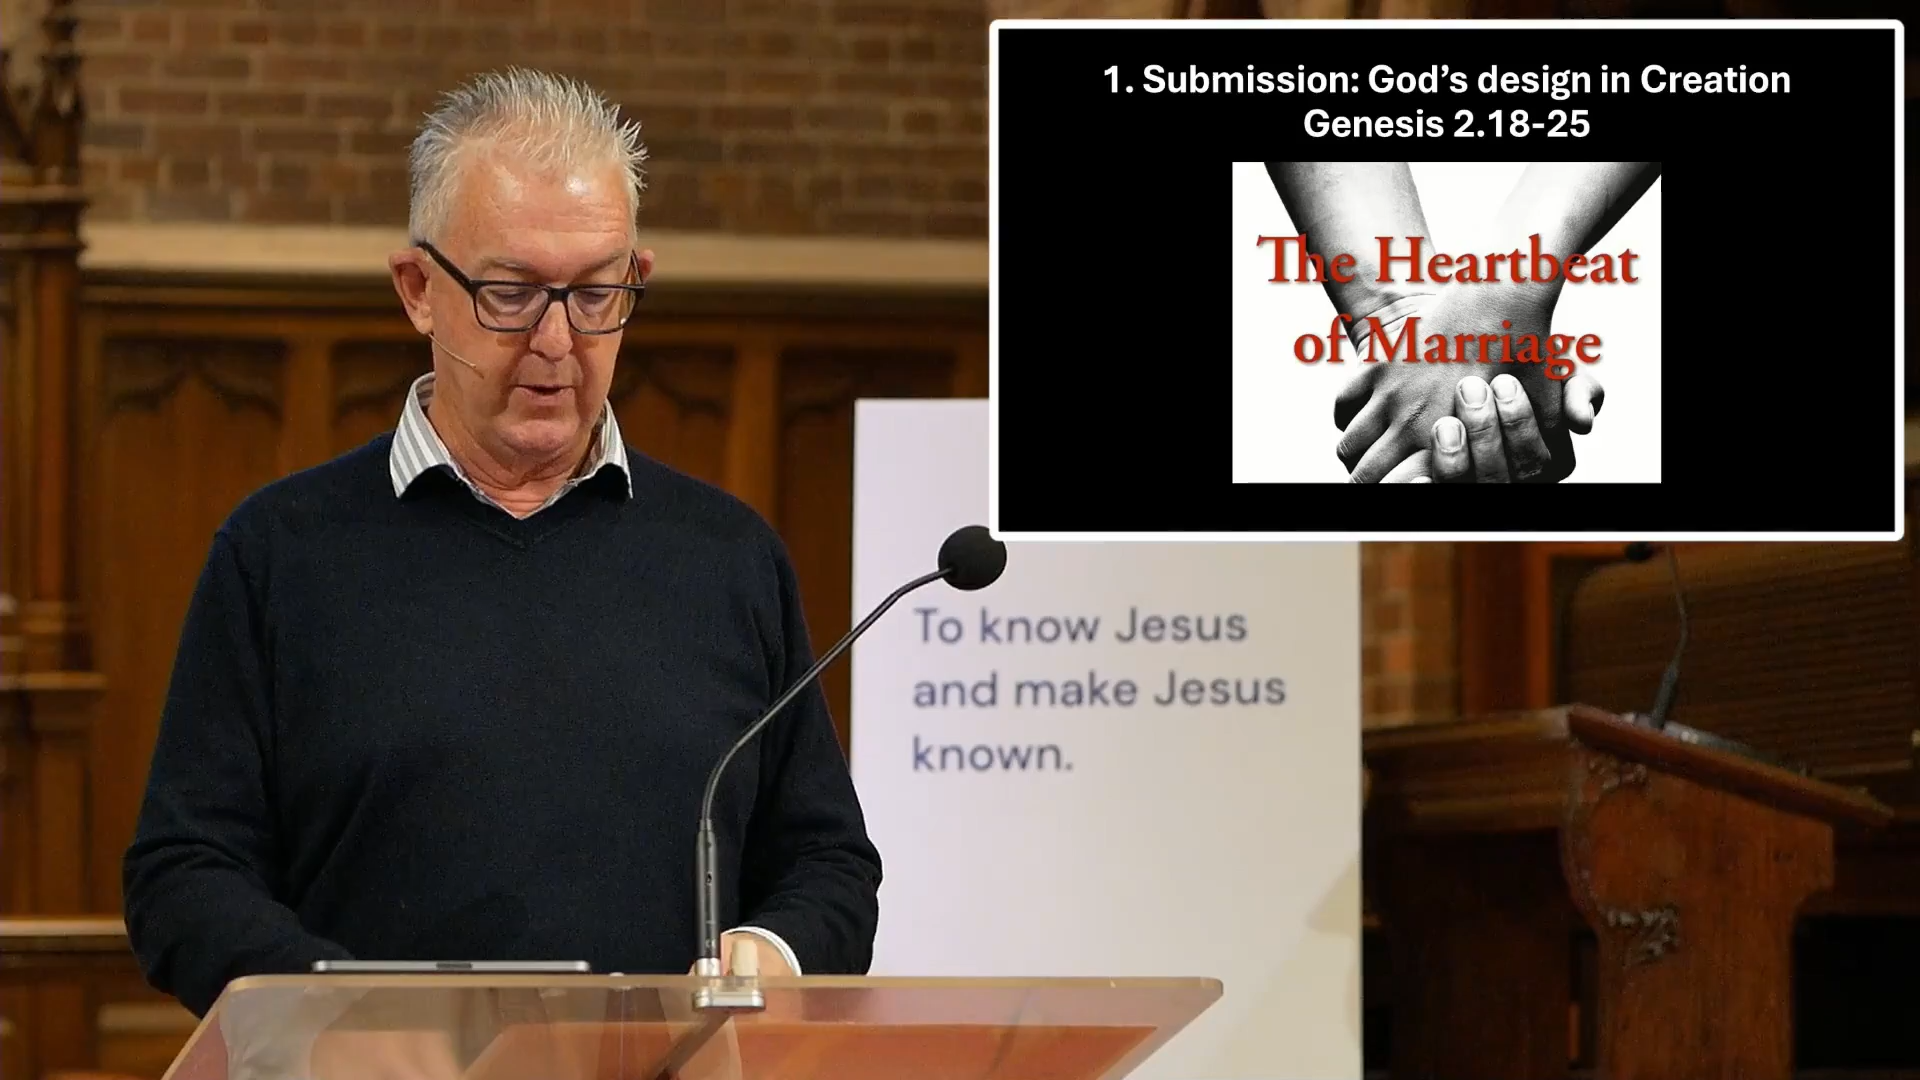 1. Submission: God’s design in Creation
Genesis 2.18-25
The Heartbeat
of Marriage
To know Jesus
and make Jesus
known.